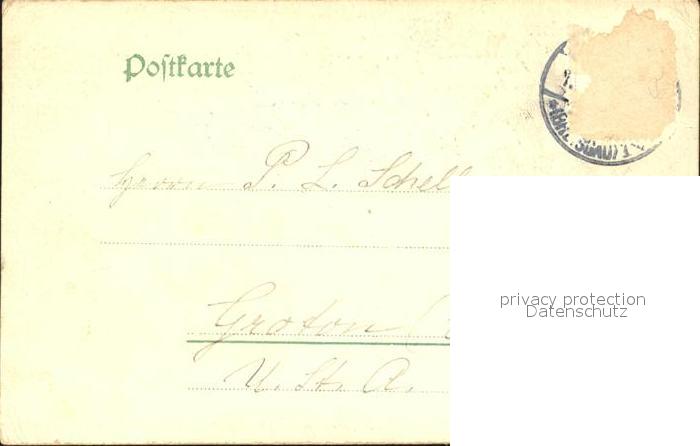 Postkarte
Herrn P. L. Schell
Groton (
U. St. A.
privacy protection
Datenschutz